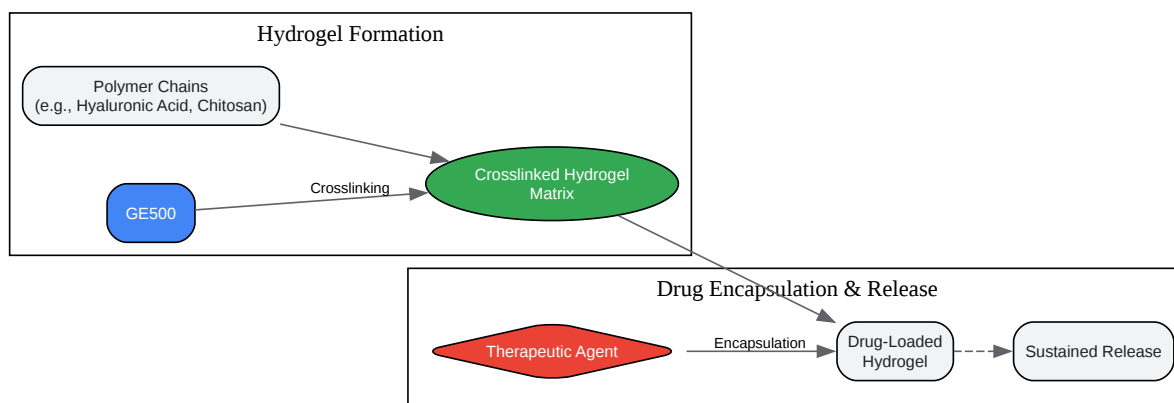 Hydrogel Formation
Polymer Chains
(e.g., Hyaluronic Acid, Chitosan)
GE500
Crosslinking
Crosslinked Hydrogel
Matrix
Drug Encapsulation & Release
Therapeutic Agent
Encapsulation
Drug-Loaded
Hydrogel
Sustained Release